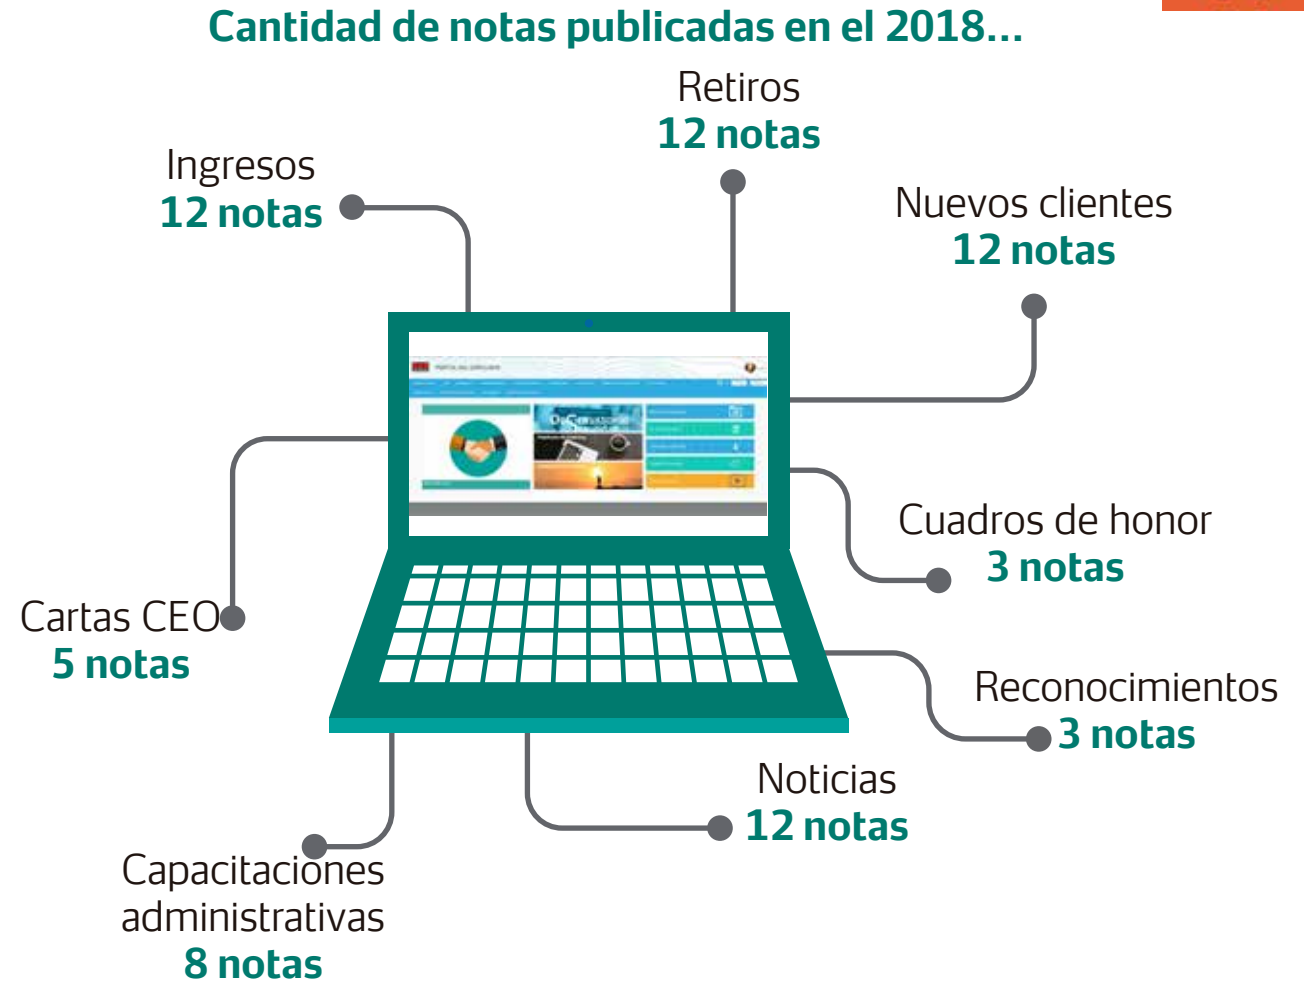 Cantidad de notas publicadas en el 2018...
Retiros
12 notas
Ingresos
12 notas
Nuevos clientes
12 notas
Cuadros de honor
3 notas
Cartas CEO
5 notas
Reconocimientos
3 notas
Noticias
12 notas
Capacitaciones
administrativas
8 notas